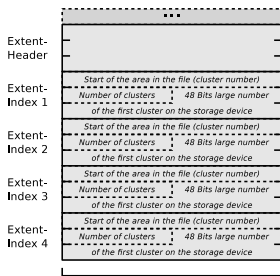 ...
Extent-
Header
Start of the area in the file (cluster number)
Extent-
Index 1
Number of clusters
48 Bits large number
of the first cluster on the storage device
Start of the area in the file (cluster number)
Extent-
Index 2
Number of clusters
48 Bits large number
of the first cluster on the storage device
Start of the area in the file (cluster number)
Extent-
Index 3
Number of clusters
48 Bits large number
of the first cluster on the storage device
Start of the area in the file (cluster number)
Extent-
Index 4
Number of clusters
48 Bits large number
of the first cluster on the storage device